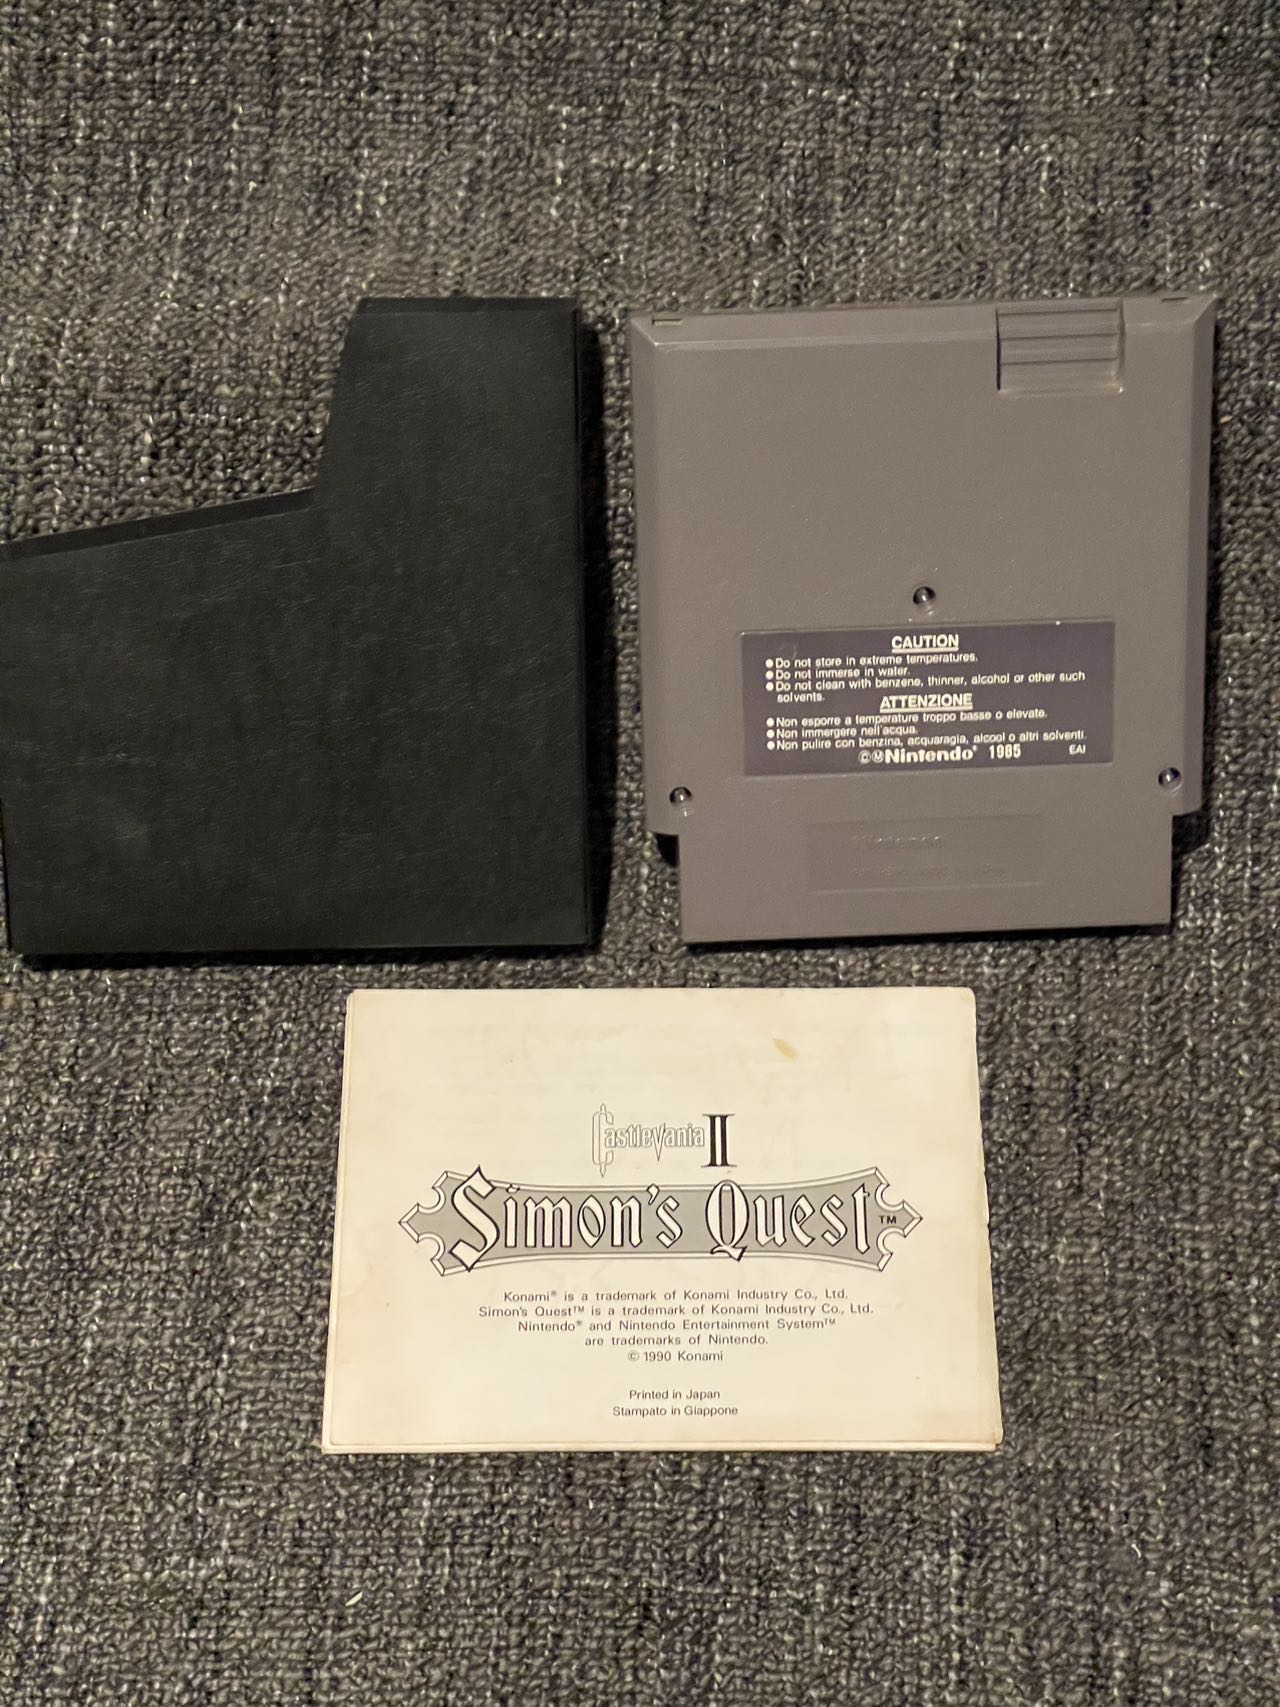 CAUTION
●Do not store in extreme temperatures.
●Do not immerse in water.
●Do not clean with benzene, thinner, alcohol or other such
solvents.
ATTENZIONE
●Non esporre a temperature troppo basse o elevate.
●Non immergere nell'acqua.
●Non pulire con benzina, acquaragia, alcool o altri solventi.
©ⓂNintendo® 1985 EAI
Nintendo
Castlevania II
Simon's Quest™
Konami® is a trademark of Konami Industry Co., Ltd.
Simon's Quest™ is a trademark of Konami Industry Co., Ltd.
Nintendo® and Nintendo Entertainment System™
are trademarks of Nintendo.
© 1990 Konami
Printed in Japan
Stampato in Giappone